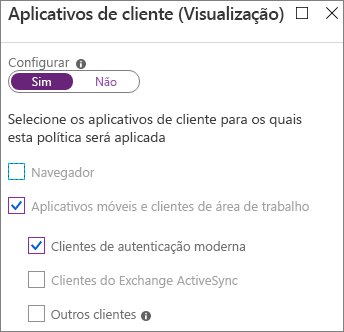 Aplicativos de cliente (Visualização)
Configurar
Sim Não
Selecione os aplicativos de cliente para os quais
esta política será aplicada
Navegador
Aplicativos móveis e clientes de área de trabalho
Clientes de autenticação moderna
Clientes do Exchange ActiveSync
Outros clientes